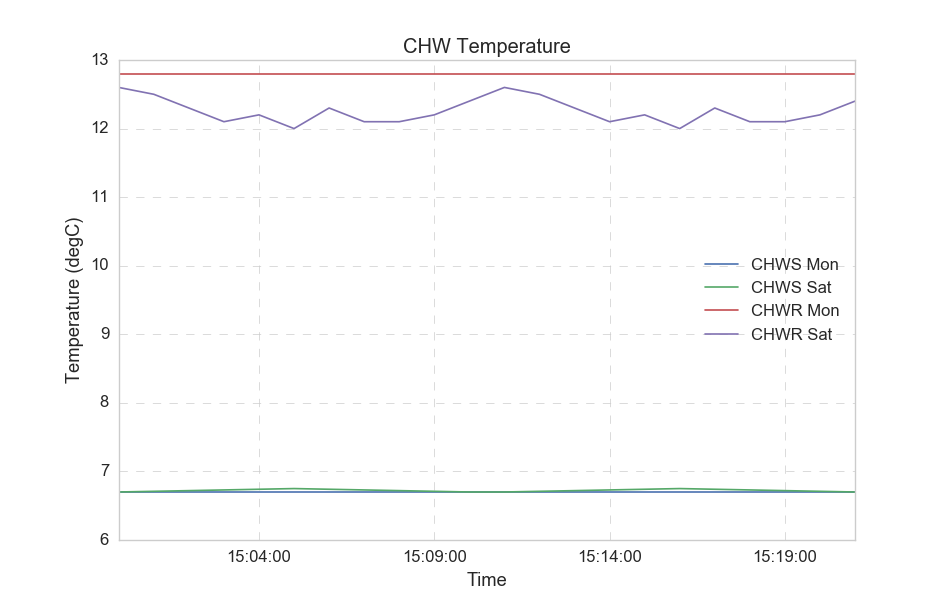 CHW Temperature
13
12
11
10
9
8
7
6
Temperature (degC)
CHWS Mon
CHWS Sat
CHWR Mon
CHWR Sat
15:04:00
15:09:00
15:14:00
15:19:00
Time